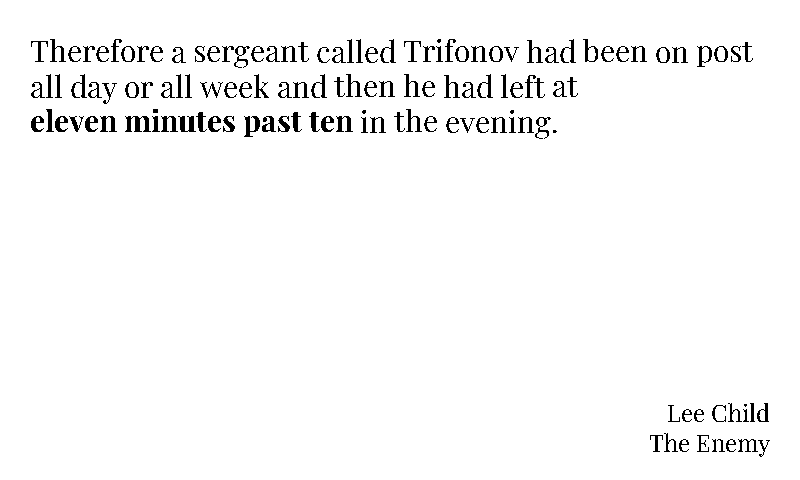 Therefore a sergeant called Trifonov had been on post
all day or all week and then he had left at
eleven minutes past ten in the evening.
Lee Child
The Enemy